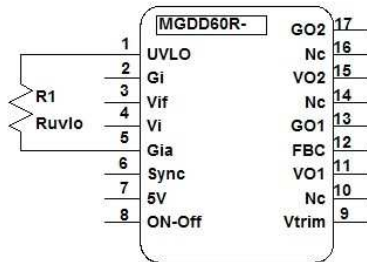 MGDD60R-
1 UVLO
2 Gi
3 Vif
4 Vi
5 Gia
6 Sync
7 5V
8 ON-Off
R1
Ruvlo
GO2 17
Nc 16
VO2 15
Nc 14
GO1 13
FBC 12
VO1 11
Nc 10
Vtrim 9